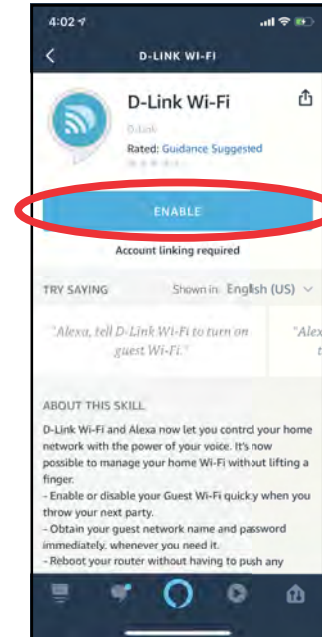 4:02
D-LINK WI-FI
D-Link Wi-Fi
D-Link
Rated: Guidance Suggested
ENABLE
Account linking required
TRY SAYING Shown in: English (US)
"Alexa, tell D-Link Wi-Fi to turn on "Alex
guest Wi-Fi." t
ABOUT THIS SKILL
D-Link Wi-Fi and Alexa now let you control your home
network with the power of your voice. It's now
possible to manage your home Wi-Fi without lifting a
finger.
- Enable or disable your Guest Wi-Fi quickly when you
throw your next party.
- Obtain your guest network name and password
immediately, whenever you need it.
- Reboot your router without having to push any